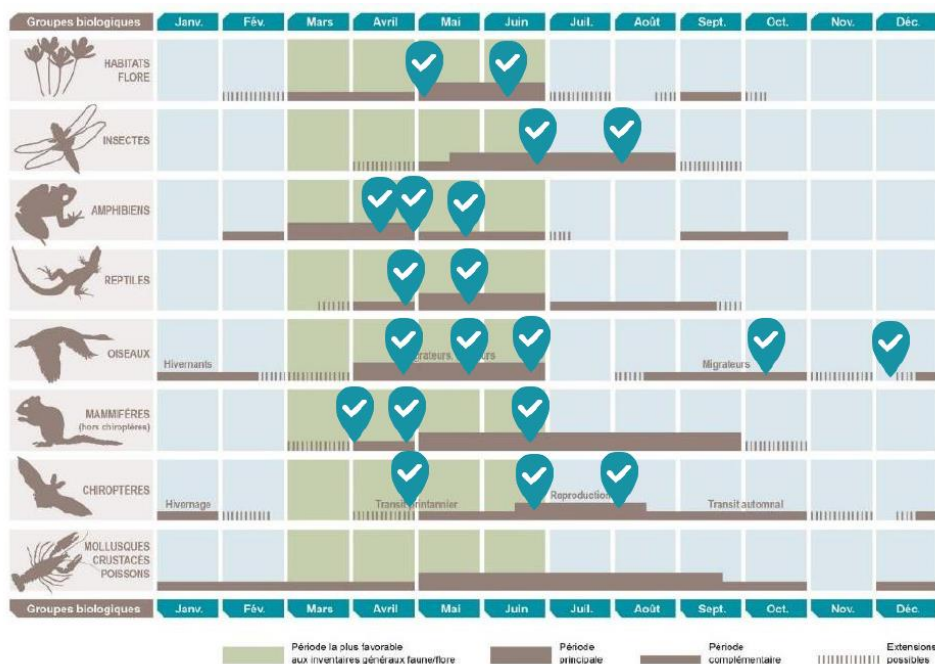 Groupes biologiques Janv. Fév. Mars Avril Mai Juin Juil. Août Sept. Oct. Nov. Déc.
HABITATS
FLORE
INSECTES
AMPHIBIENS
REPTILES
OISEAUX
Hivernants
Migrateurs
MAMMIFÈRES
(hors chiroptères)
CHIROPTÈRES
Hivernage
Transit printannier
Reproduction
Transit automnal
MOLLUSQUES
CRUSTACÉS
POISSONS
Groupes biologiques Janv. Fév. Mars Avril Mai Juin Juil. Août Sept. Oct. Nov. Déc.
Période la plus favorable
aux inventaires généraux faune/flore
Période
principale
Période
complémentaire
Extensions
possibles